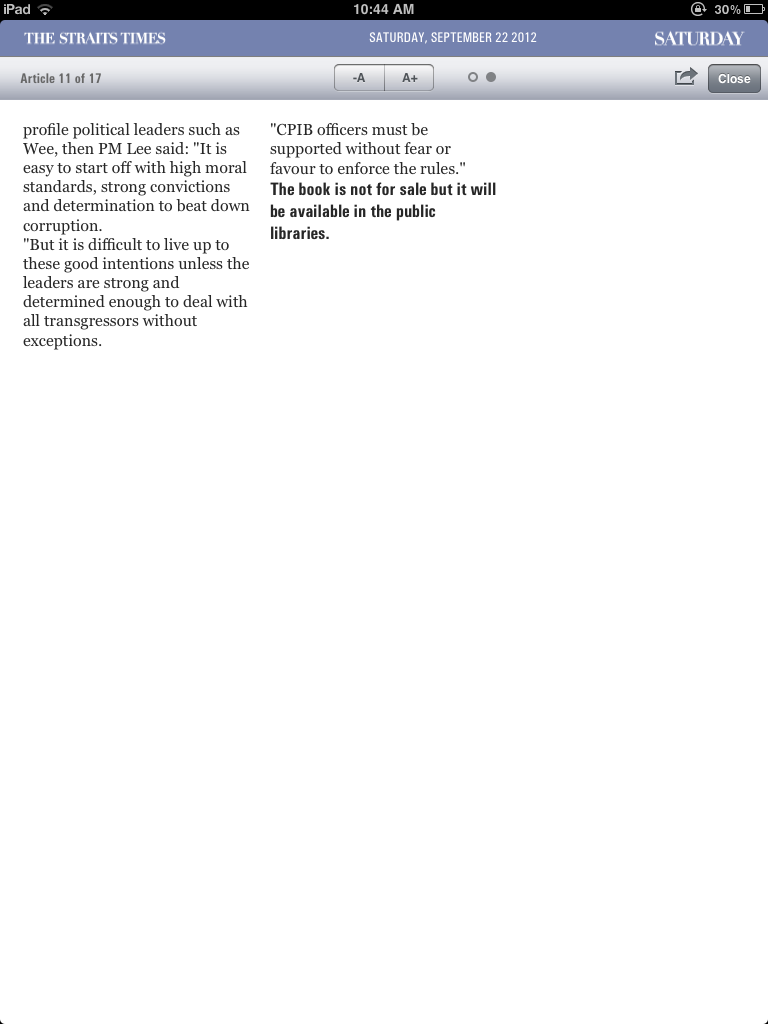 iPad 10:44 AM 30%
THE STRAITS TIMES SATURDAY, SEPTEMBER 22 2012 SATURDAY
Article 11 of 17 -A A+ Close
profile political leaders such as
Wee, then PM Lee said: "It is
easy to start off with high moral
standards, strong convictions
and determination to beat down
corruption.
"But it is difficult to live up to
these good intentions unless the
leaders are strong and
determined enough to deal with
all transgressors without
exceptions.
"CPIB officers must be
supported without fear or
favour to enforce the rules."
The book is not for sale but it will
be available in the public
libraries.